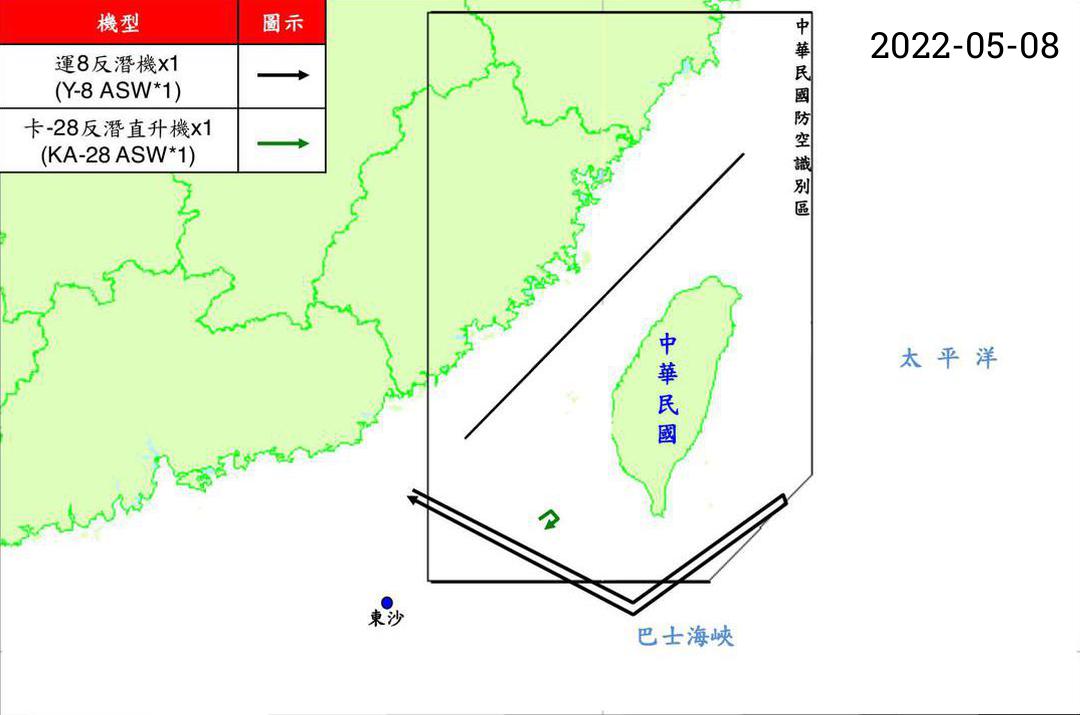 機型 圖示
運8反潛機x1
(Y-8 ASW*1)
卡-28反潛直升機x1
(KA-28 ASW*1)
2022-05-08
中華民國防空識別區
中華民國
太平洋
東沙
巴士海峽